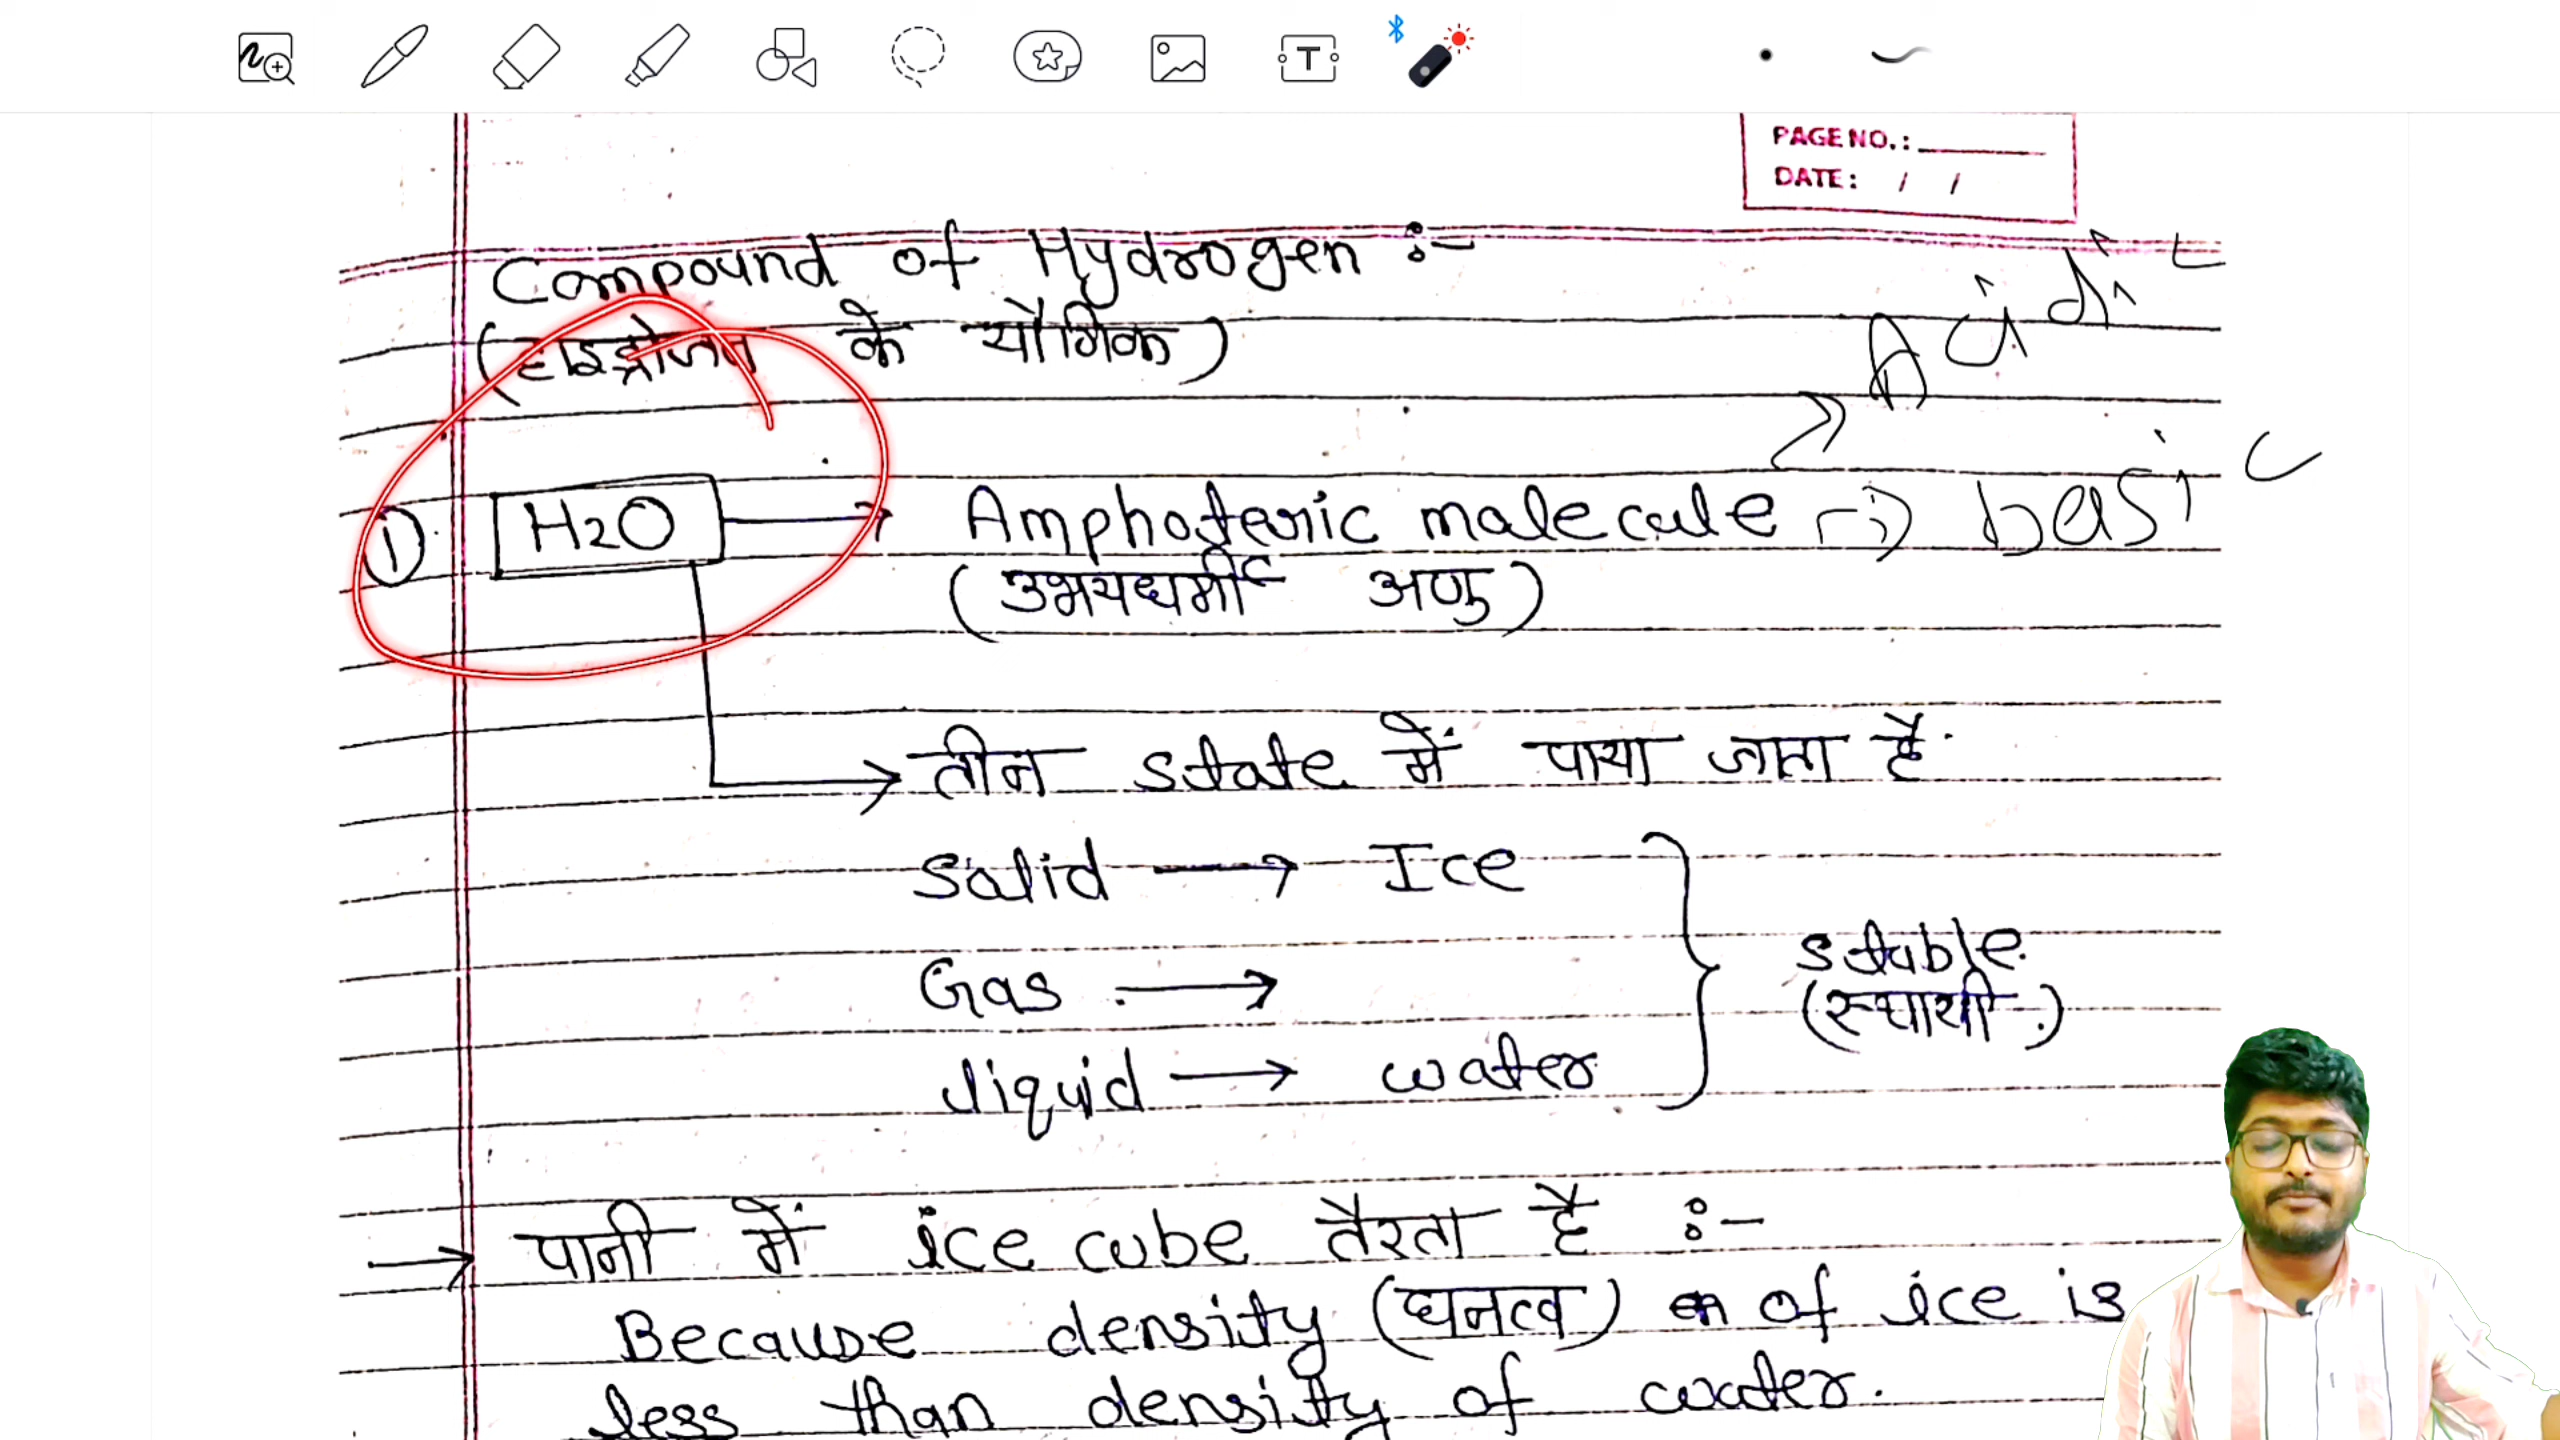 PAGE NO.:
DATE: / /
Compound of Hydrogen :-
(हाइड्रोजन के यौगिक)
Acidic
① H2O → Amphoteric malecule → basic
(उभयधर्मी अणु)
→ तीन state में पाया जाता है
Solid → Ice
Gas →
liquid → water
stable
(स्थायी)
→ पानी में ice cube तैरता है :-
Because density (घनत्व) of ice is
less than density of water.